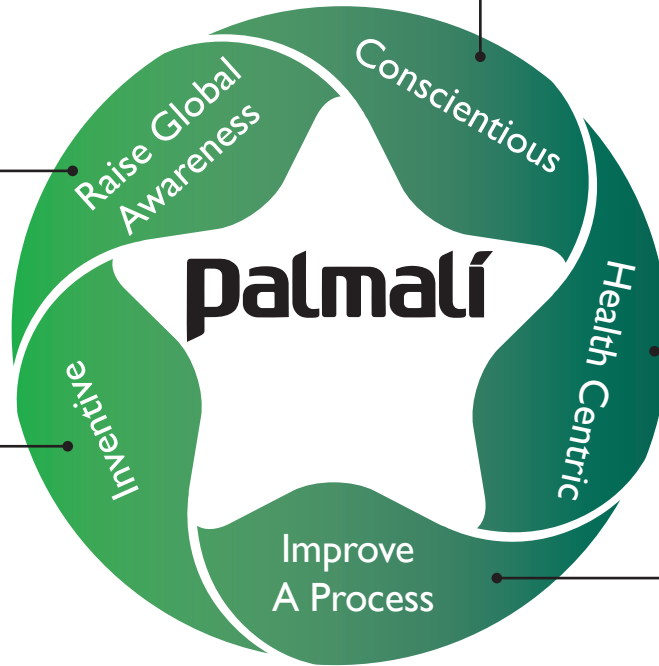 Conscientious
Raise Global
Awareness
palmalí
Health Centric
Inventive
Improve
A Process